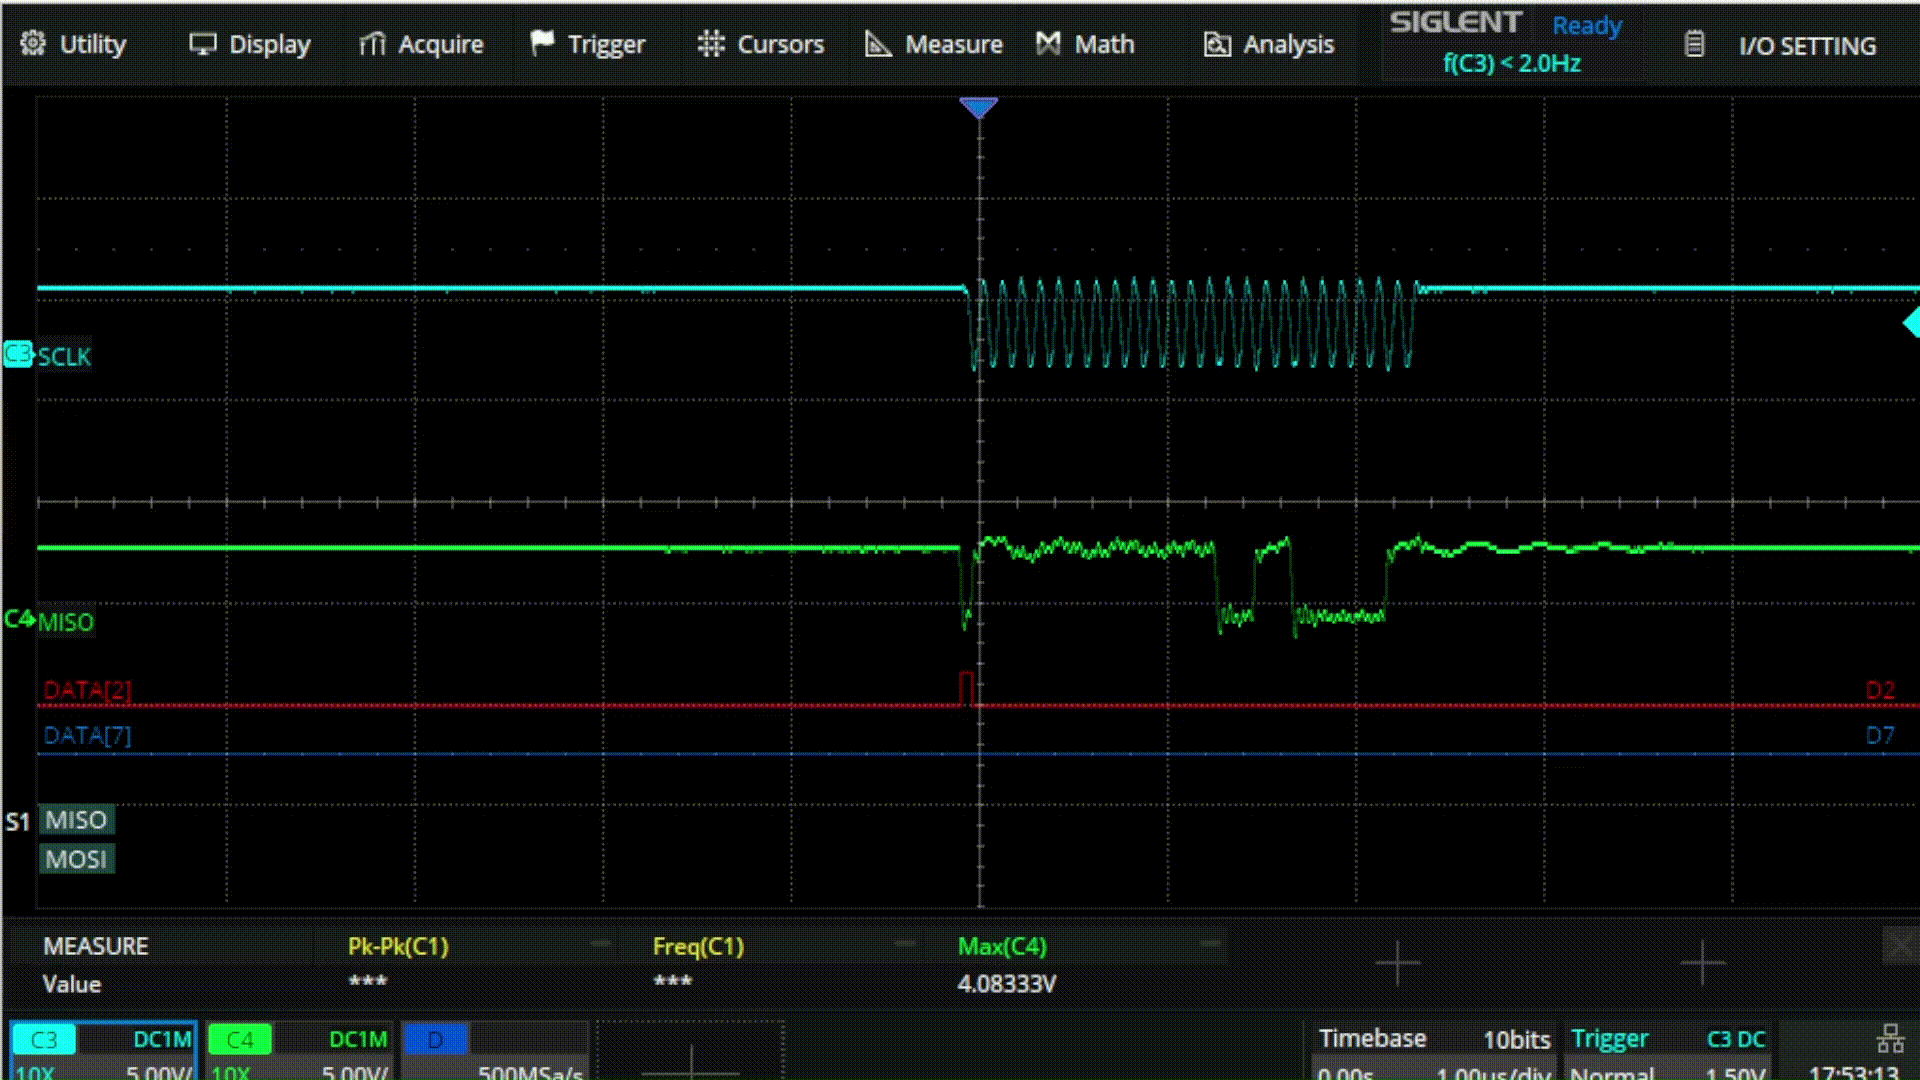 Utility Display Acquire Trigger Cursors Measure Math Analysis SIGLENT Ready I/O SETTING
f(C3) < 2.0Hz
C3 SCLK
C4 MISO
DATA[2] D2
DATA[7] D7
S1 MISO
MOSI
MEASURE Pk-Pk(C1) Freq(C1) Max(C4)
Value *** *** 4.08333V
C3 DC1M C4 DC1M D Timebase 10bits Trigger C3 DC
10X 5.00V/ 10X 5.00V/ 500MSa/s 0.00s 1.00us/div Normal 1.50V 17:53:13